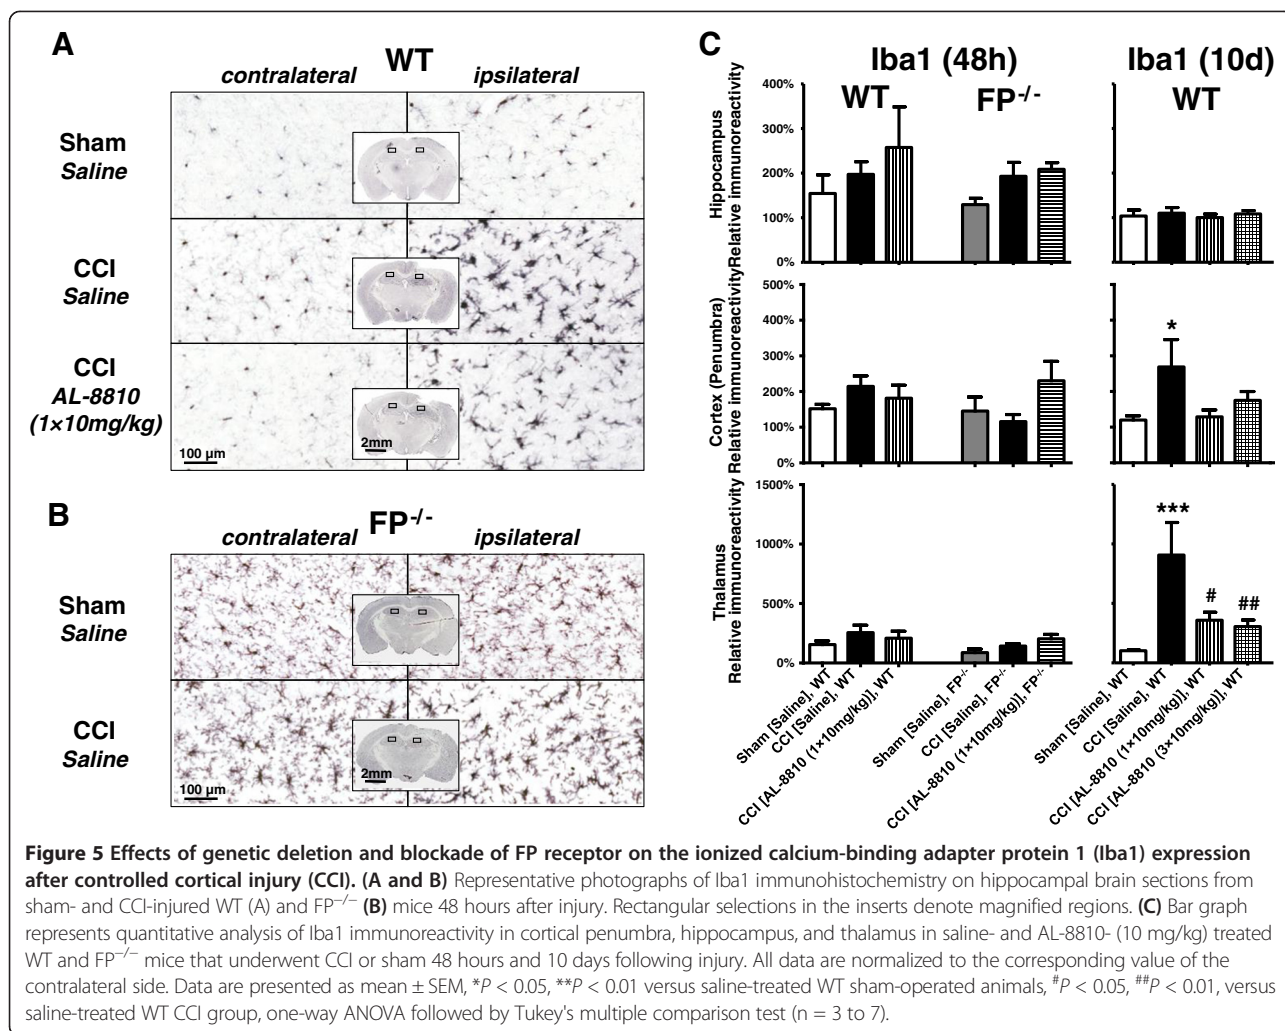 A
WT
contralateral
ipsilateral
Sham
Saline
CCI
Saline
CCI
AL-8810
(1×10mg/kg)
100 µm
2mm
B
FP-/-
contralateral
ipsilateral
Sham
Saline
CCI
Saline
100 µm
2mm
C
Iba1 (48h)
Iba1 (10d)
WT
FP-/-
WT
Hippocampus
Relative immunoreactivity
400%
300%
200%
100%
0%
Cortex (Penumbra)
Relative immunoreactivity
500%
400%
300%
200%
100%
0%
*
Thalamus
Relative immunoreactivity
1500%
1000%
500%
0%
***
#
##
Sham [Saline], WT
CCI [Saline], WT
CCI [AL-8810 (1×10mg/kg)], WT
Sham [Saline], FP-/-
CCI [Saline], FP-/-
CCI [AL-8810 (1×10mg/kg)], FP-/-
Sham [Saline], WT
CCI [Saline], WT
CCI [AL-8810 (1×10mg/kg)], WT
CCI [AL-8810 (3×10mg/kg)], WT
Figure 5 Effects of genetic deletion and blockade of FP receptor on the ionized calcium-binding adapter protein 1 (Iba1) expression
after controlled cortical injury (CCI). (A and B) Representative photographs of Iba1 immunohistochemistry on hippocampal brain sections from
sham- and CCI-injured WT (A) and FP−/− (B) mice 48 hours after injury. Rectangular selections in the inserts denote magnified regions. (C) Bar graph
represents quantitative analysis of Iba1 immunoreactivity in cortical penumbra, hippocampus, and thalamus in saline- and AL-8810- (10 mg/kg) treated
WT and FP−/− mice that underwent CCI or sham 48 hours and 10 days following injury. All data are normalized to the corresponding value of the
contralateral side. Data are presented as mean ± SEM, *P < 0.05, **P < 0.01 versus saline-treated WT sham-operated animals, #P < 0.05, ##P < 0.01, versus
saline-treated WT CCI group, one-way ANOVA followed by Tukey's multiple comparison test (n = 3 to 7).